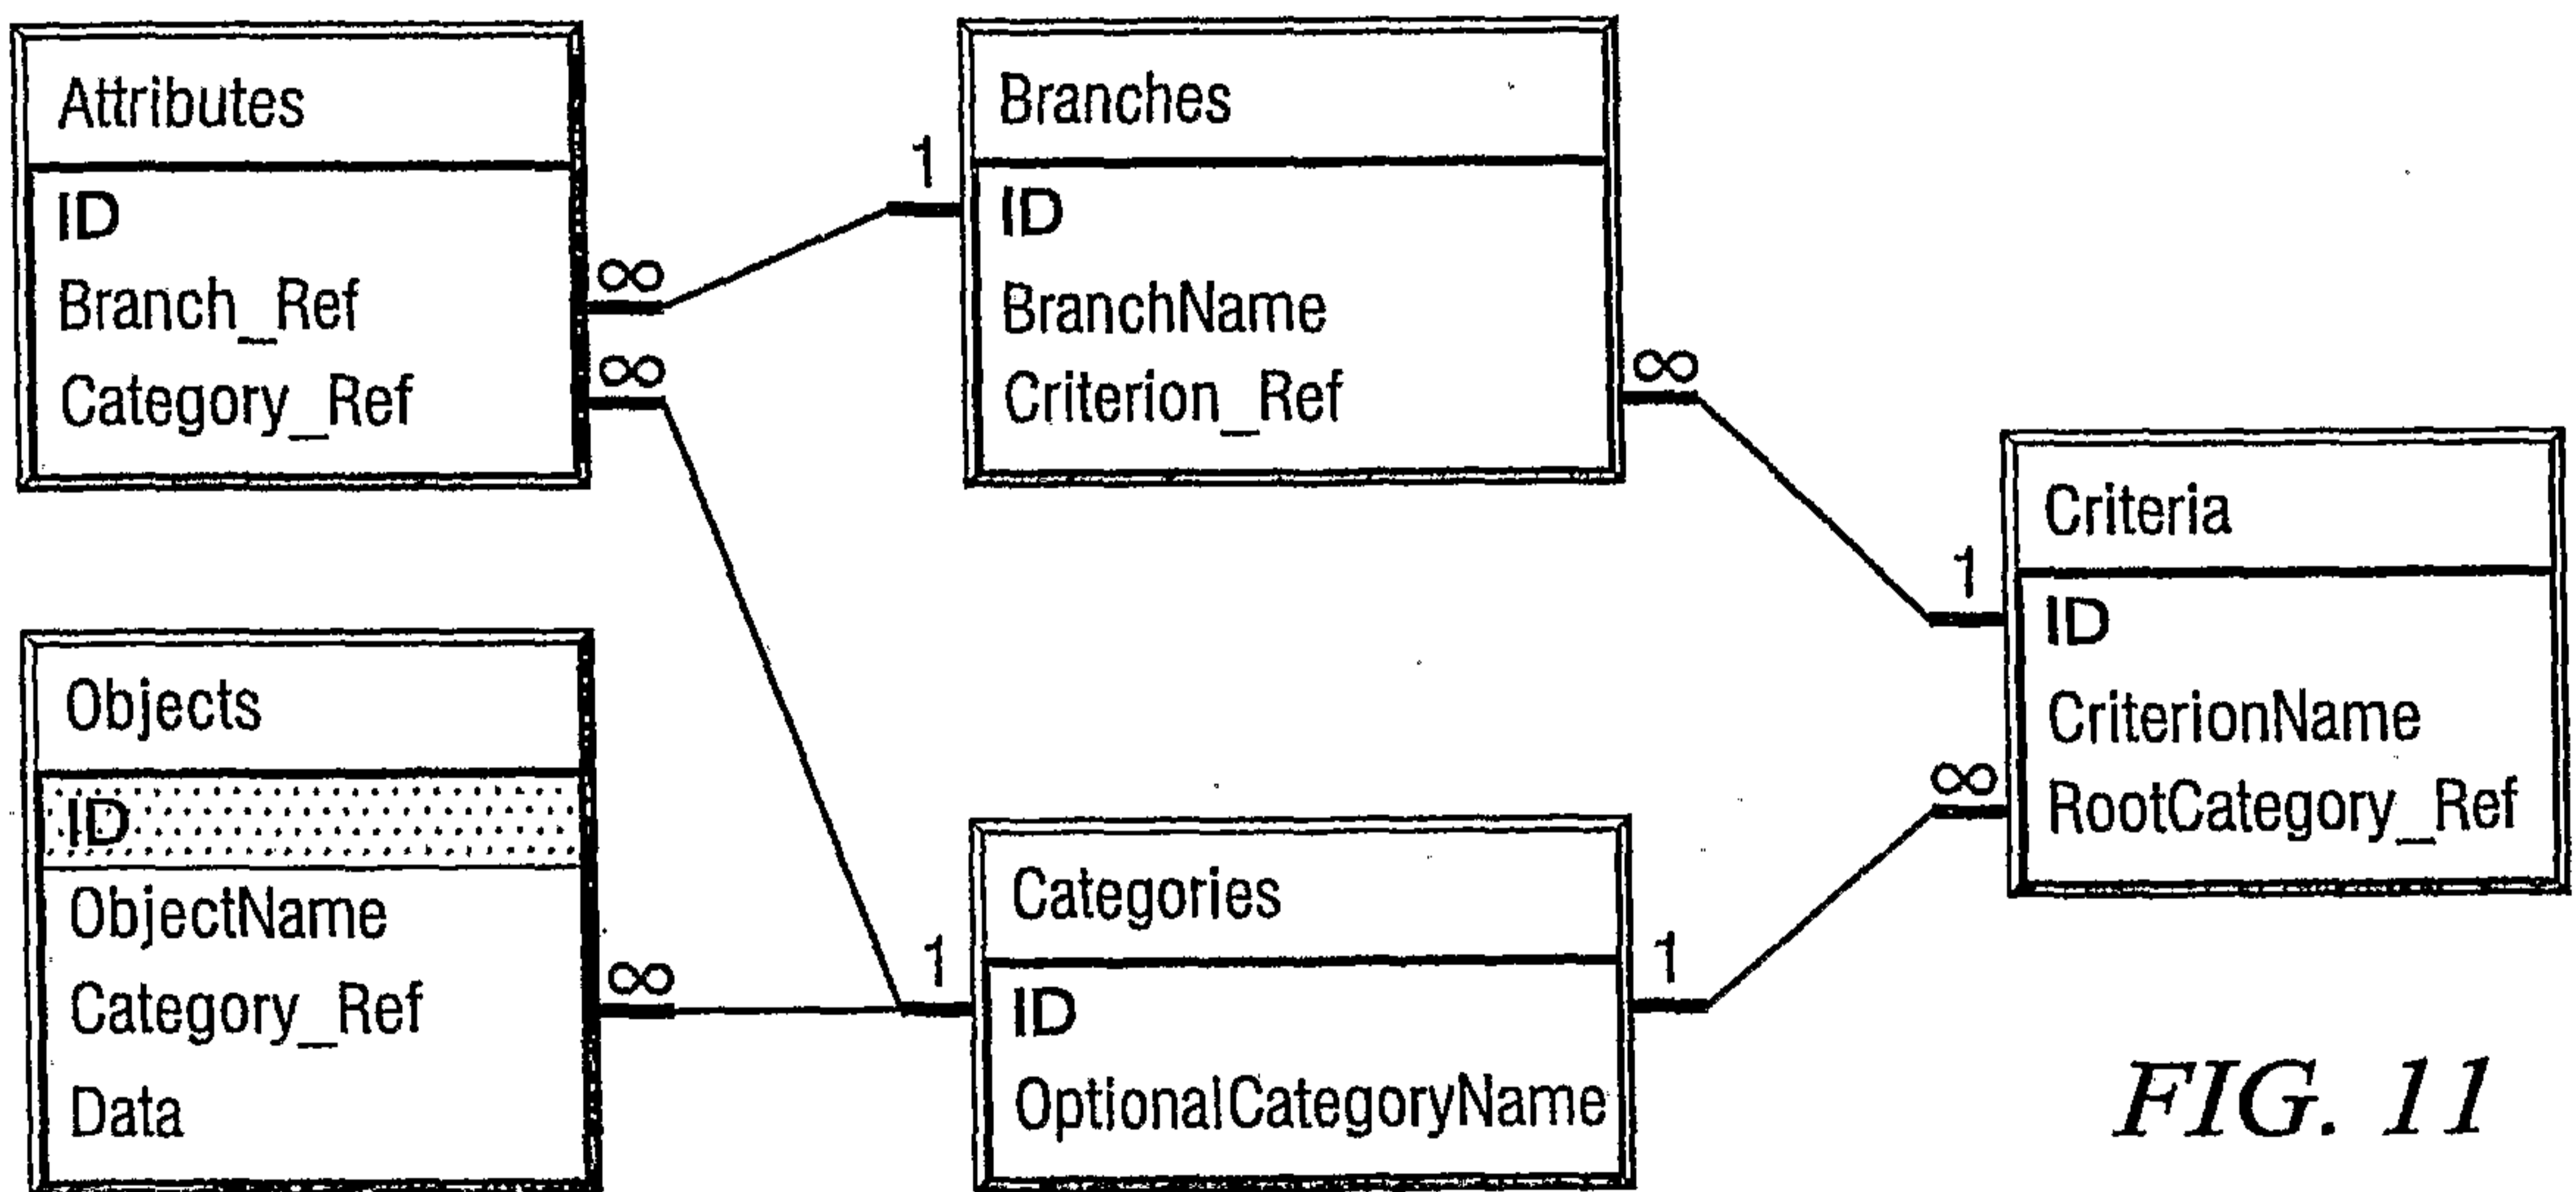 Attributes
ID
Branch_Ref
Category_Ref
∞
∞
1
Branches
ID
BranchName
Criterion_Ref
∞
1
Criteria
ID
CriterionName
RootCategory_Ref
∞
Objects
ID
ObjectName
Category_Ref
Data
∞
1
Categories
ID
OptionalCategoryName
1
FIG. 11